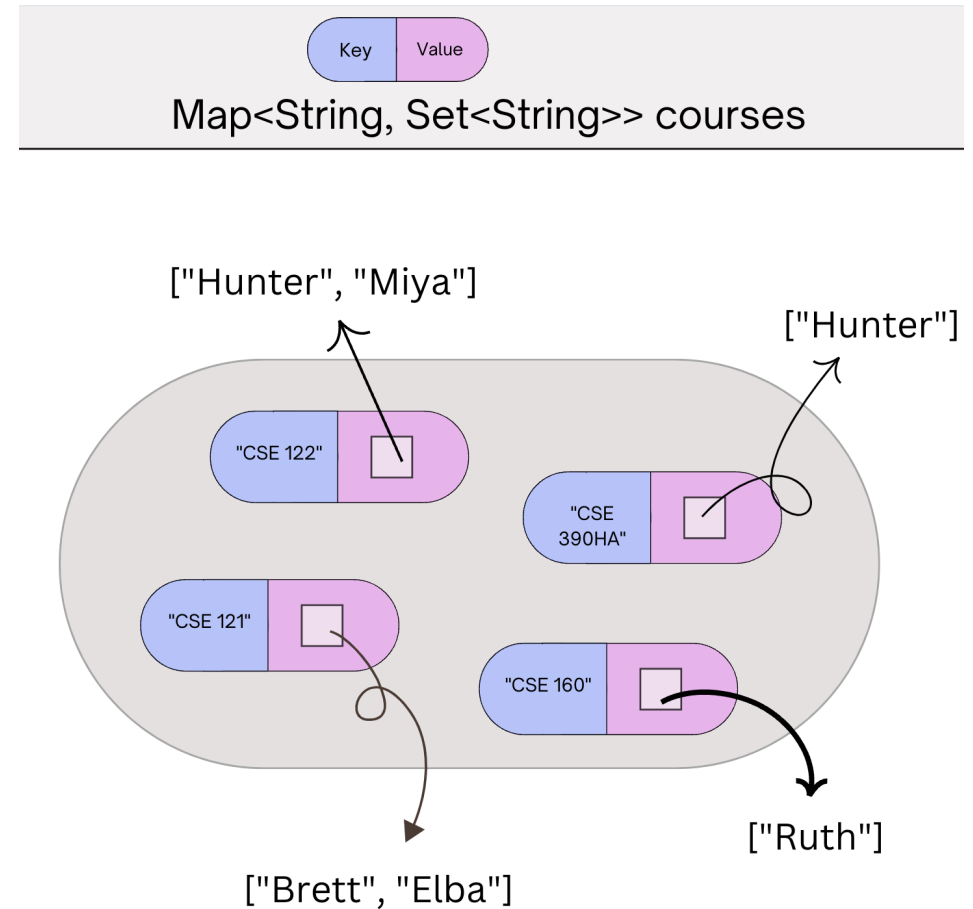 Key Value
Map<String, Set<String>> courses
["Hunter", "Miya"]
["Hunter"]
"CSE 122"
"CSE
390HA"
"CSE 121"
"CSE 160"
["Ruth"]
["Brett", "Elba"]